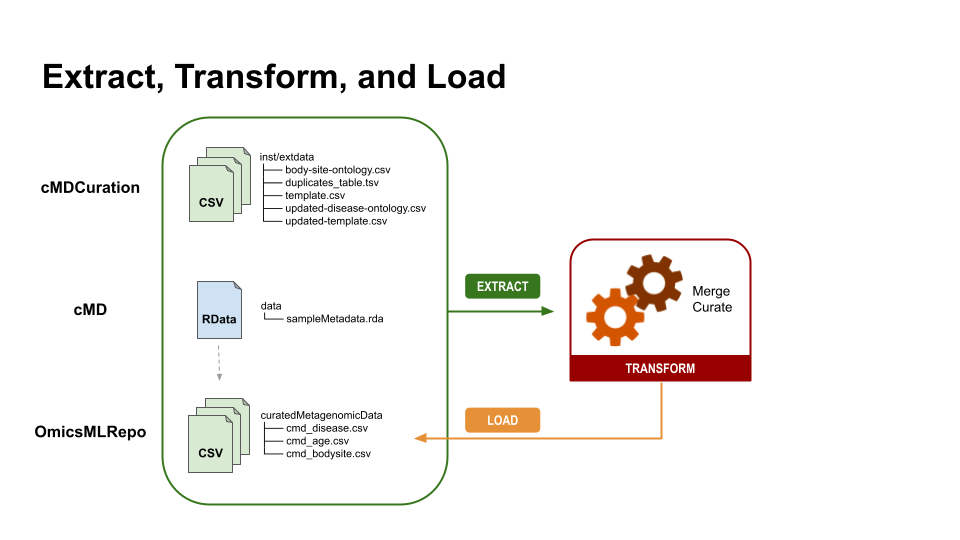 Extract, Transform, and Load
cMDCuration
CSV
inst/extdata
body-site-ontology.csv
duplicates_table.tsv
template.csv
updated-disease-ontology.csv
updated-template.csv
cMD
RData
data
sampleMetadata.rda
OmicsMLRepo
CSV
curatedMetagenomicData
cmd_disease.csv
cmd_age.csv
cmd_bodysite.csv
EXTRACT
Merge
Curate
TRANSFORM
LOAD